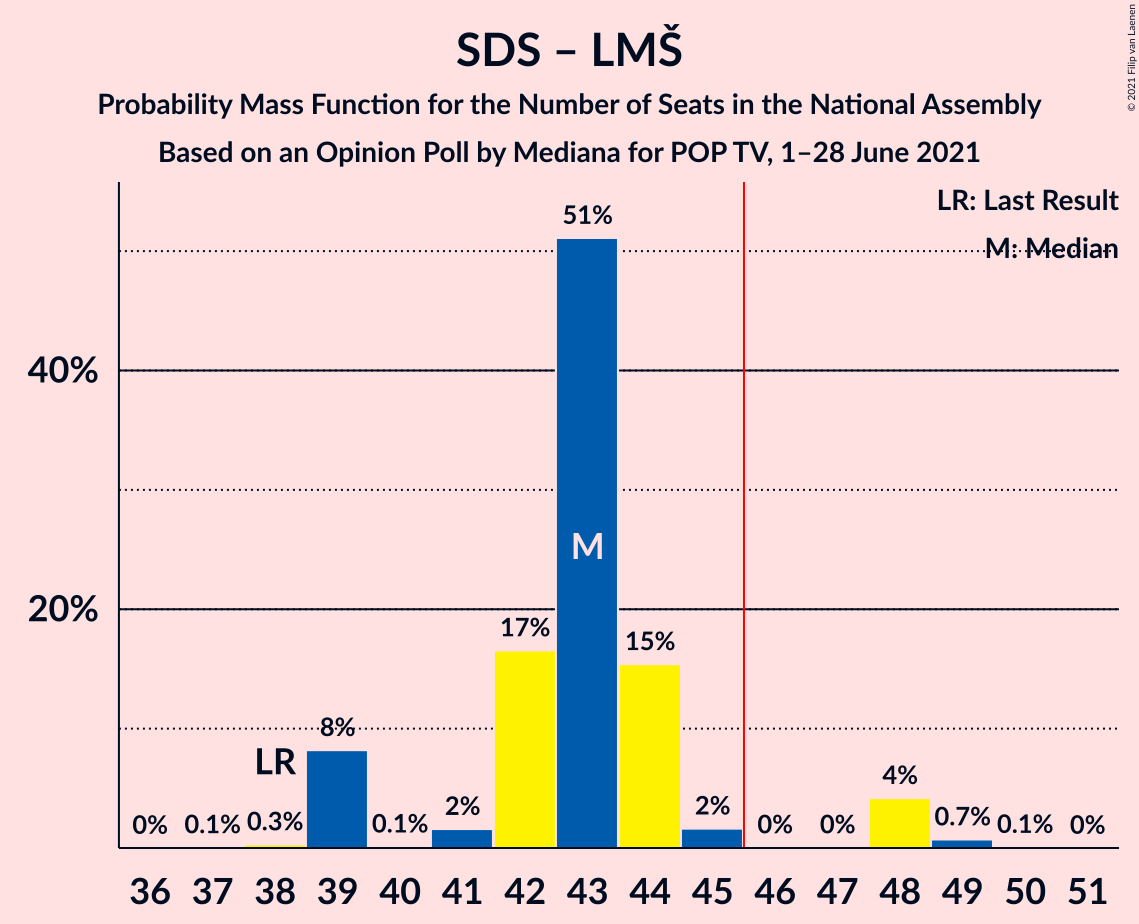 SDS – LMŠ
Probability Mass Function for the Number of Seats in the National Assembly
Based on an Opinion Poll by Mediana for POP TV, 1–28 June 2021
© 2021 Filip van Laenen
LR: Last Result
M: Median
51%
40%
M
20%
17%
15%
8%
LR
4%
0%
0.1%
0.3%
0.1%
2%
2%
0%
0%
0.7%
0.1%
0%
36 37 38 39 40 41 42 43 44 45 46 47 48 49 50 51